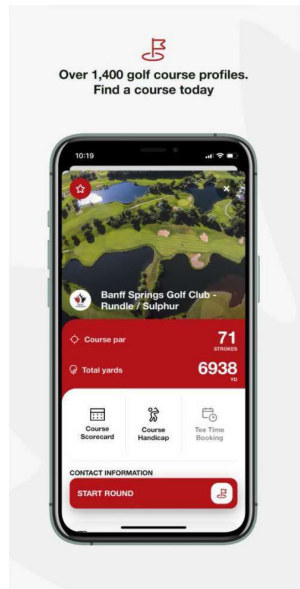 Over 1,400 golf course profiles.
Find a course today
10:19
Banff Springs Golf Club -
Rundle / Sulphur
Course par
71
STROKES
Total yards
6938
YD
Course
Scorecard
Course
Handicap
Tee Time
Booking
CONTACT INFORMATION
START ROUND